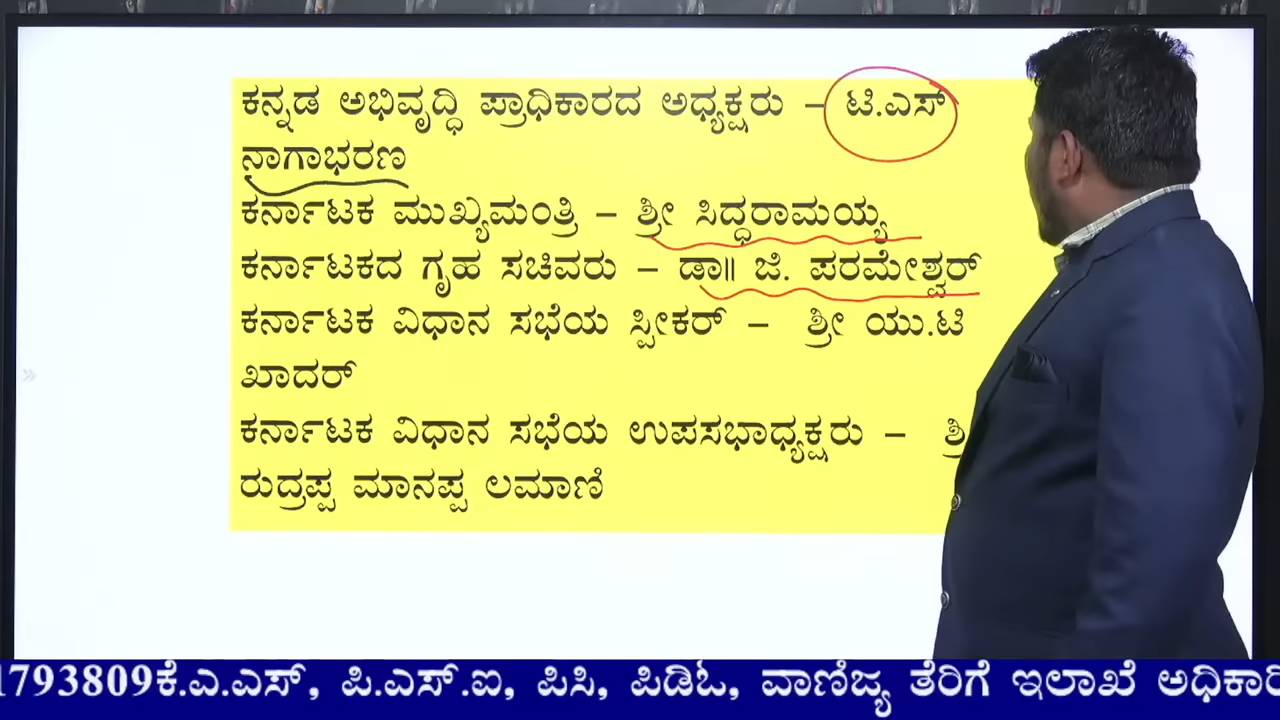 ಕನ್ನಡ ಅಭಿವೃದ್ಧಿ ಪ್ರಾಧಿಕಾರದ ಅಧ್ಯಕ್ಷರು – ಟಿ.ಎಸ್
ನಾಗಾಭರಣ
ಕರ್ನಾಟಕ ಮುಖ್ಯಮಂತ್ರಿ – ಶ್ರೀ ಸಿದ್ಧರಾಮಯ್ಯ
ಕರ್ನಾಟಕದ ಗೃಹ ಸಚಿವರು – ಡಾ॥ ಜಿ. ಪರಮೇಶ್ವರ್
ಕರ್ನಾಟಕ ವಿಧಾನ ಸಭೆಯ ಸ್ಪೀಕರ್ – ಶ್ರೀ ಯು.ಟಿ
ಖಾದರ್
ಕರ್ನಾಟಕ ವಿಧಾನ ಸಭೆಯ ಉಪಸಭಾಧ್ಯಕ್ಷರು –
ರುದ್ರಪ್ಪ ಮಾನಪ್ಪ ಲಮಾಣಿ
1793809ಕೆ.ಎ.ಎಸ್, ಪಿ.ಎಸ್.ಐ, ಪಿಸಿ, ಪಿಡಿಓ, ವಾಣಿಜ್ಯ ತೆರಿಗೆ ಇಲಾಖೆ